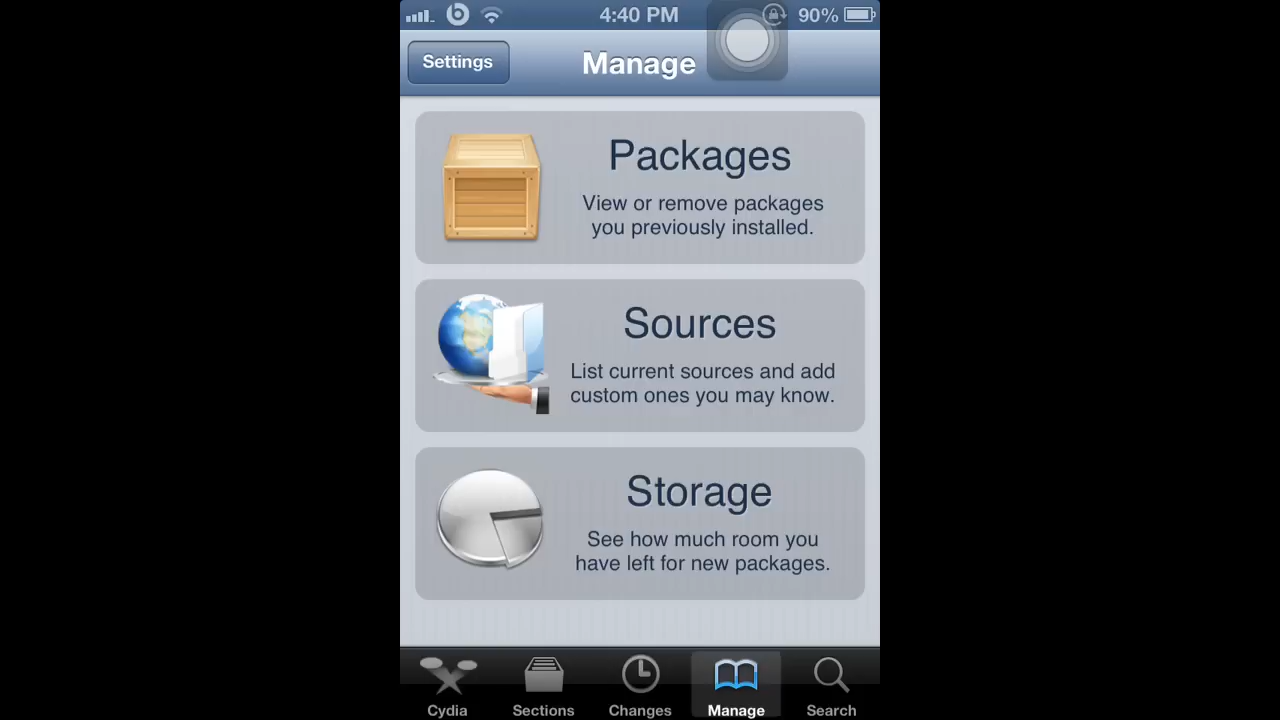 4:40 PM 90%
Settings Manage
Packages
View or remove packages
you previously installed.
Sources
List current sources and add
custom ones you may know.
Storage
See how much room you
have left for new packages.
Cydia Sections Changes Manage Search